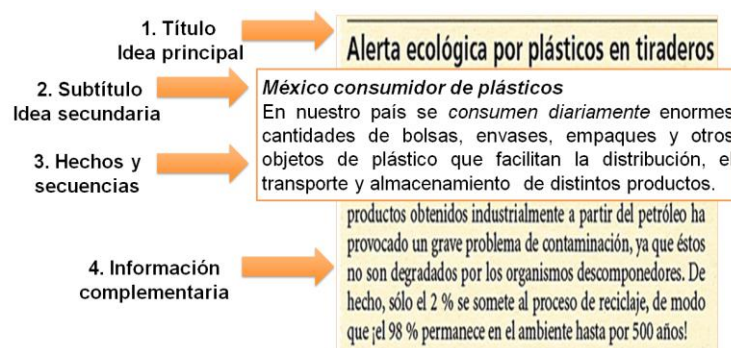 1. Título
Idea principal
Alerta ecológica por plásticos en tiraderos
2. Subtítulo
Idea secundaria
México consumidor de plásticos
En nuestro país se consumen diariamente enormes
cantidades de bolsas, envases, empaques y otros
3. Hechos y
secuencias
objetos de plástico que facilitan la distribución, el
transporte y almacenamiento de distintos productos.
productos obtenidos industrialmente a partir del petróleo ha
provocado un grave problema de contaminación, ya que éstos
4. Información
complementaria
no son degradados por los organismos descomponedores. De
hecho, sólo el 2 % se somete al proceso de reciclaje, de modo
que ¡el 98 % permanece en el ambiente hasta por 500 años!